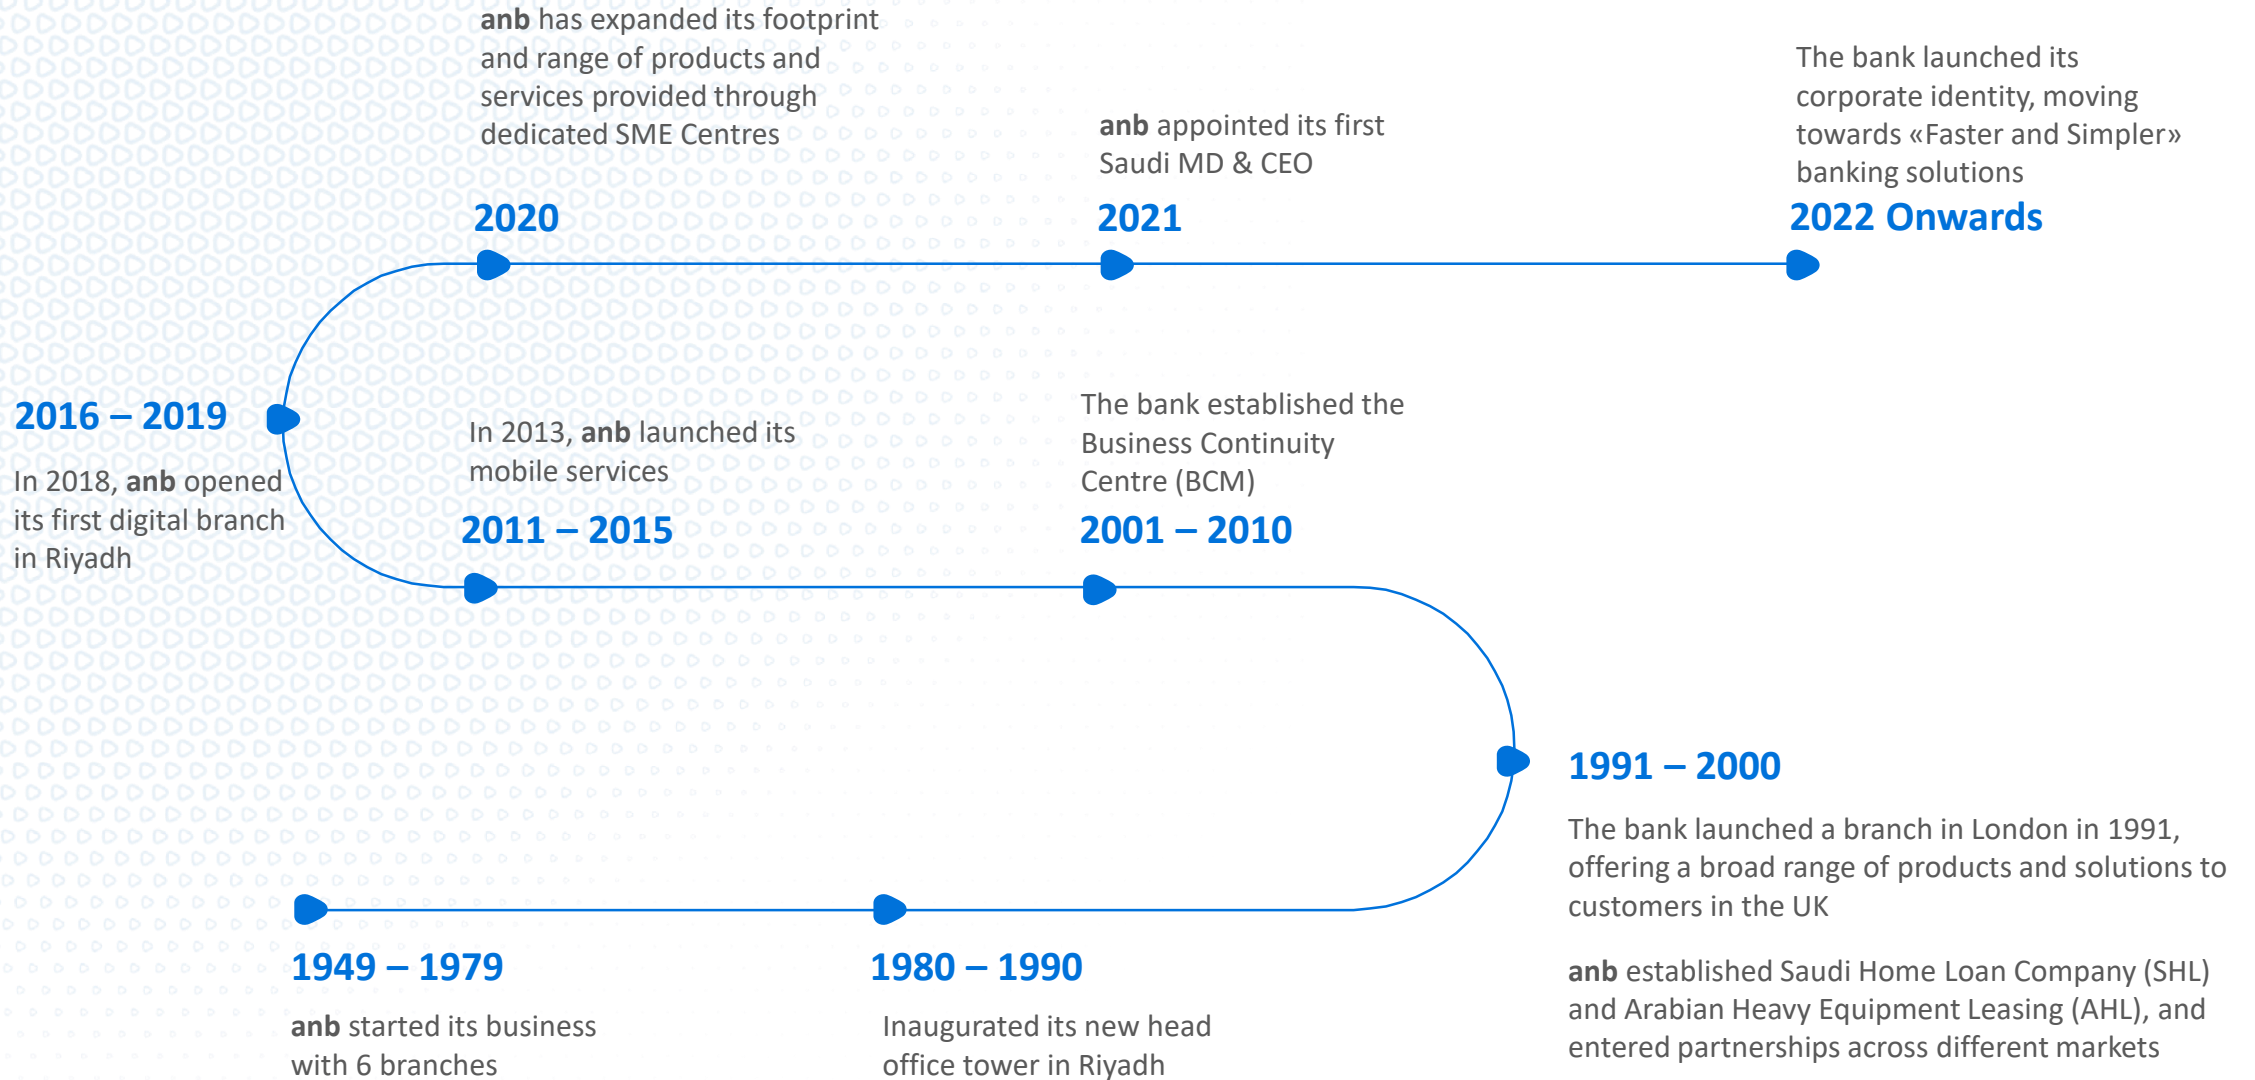 anb has expanded its footprint
and range of products and
services provided through
dedicated SME Centres
2020
anb appointed its first
Saudi MD & CEO
2021
The bank launched its
corporate identity, moving
towards «Faster and Simpler»
banking solutions
2022 Onwards
2016 – 2019
In 2018, anb opened
its first digital branch
in Riyadh
In 2013, anb launched its
mobile services
2011 – 2015
The bank established the
Business Continuity
Centre (BCM)
2001 – 2010
1991 – 2000
The bank launched a branch in London in 1991,
offering a broad range of products and solutions to
customers in the UK
anb established Saudi Home Loan Company (SHL)
and Arabian Heavy Equipment Leasing (AHL), and
entered partnerships across different markets
1949 – 1979
anb started its business
with 6 branches
1980 – 1990
Inaugurated its new head
office tower in Riyadh